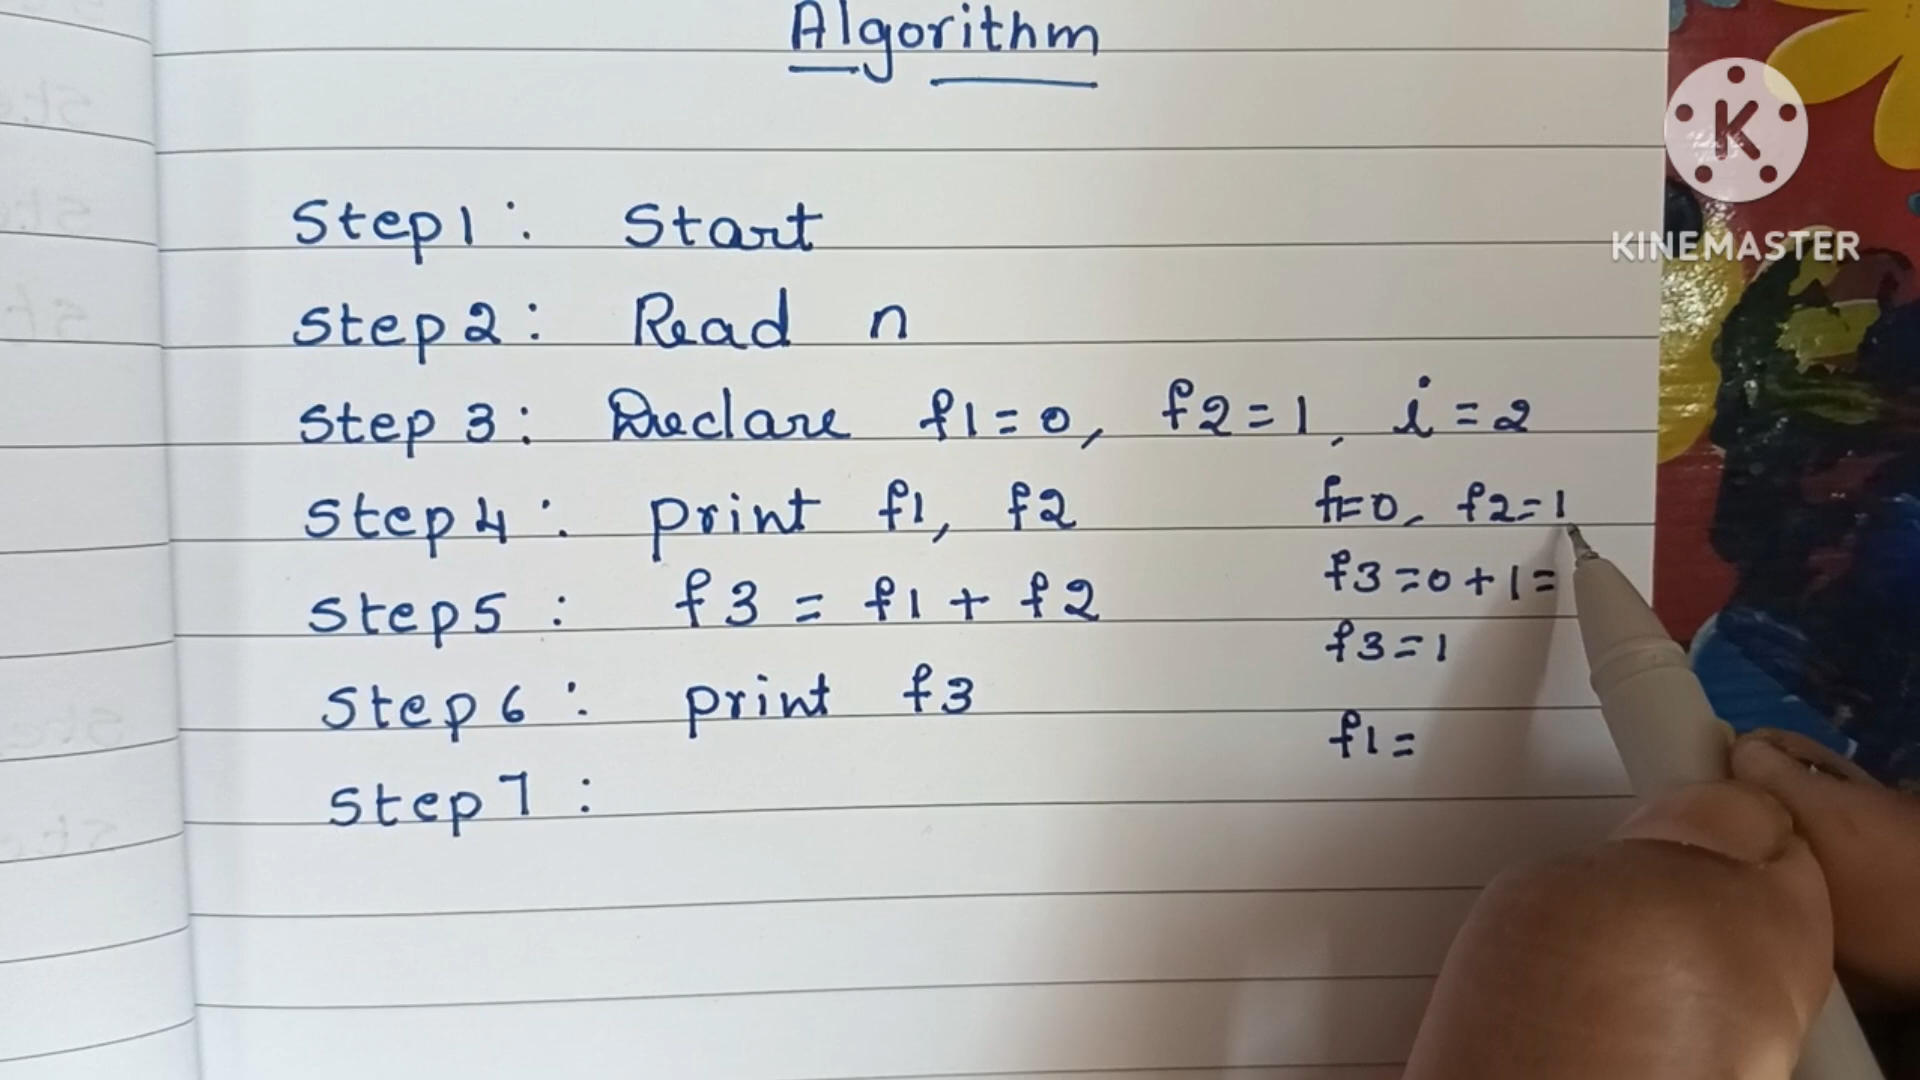 Algorithm
K
KINEMASTER
Step1: Start
Step2: Read n
Step 3: Declare f1=0, f2=1, i=2
Step4: print f1, f2
f1=0, f2=1
Step5: f3 = f1 + f2
f3=0+1=
f3=1
Step6: print f3
f1=
Step7: